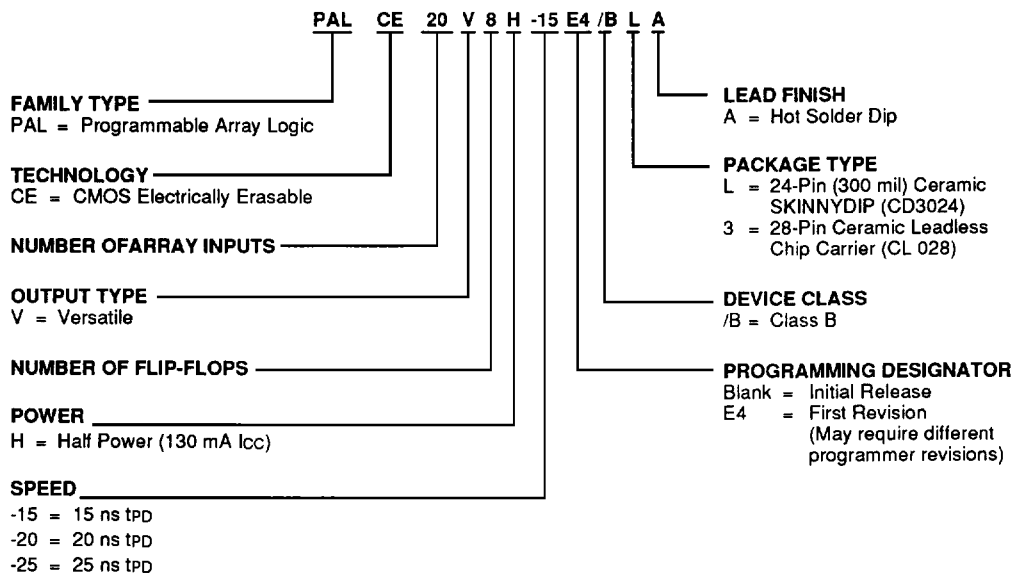 PAL CE 20 V 8 H -15 E4 /B L A
FAMILY TYPE
PAL = Programmable Array Logic
TECHNOLOGY
CE = CMOS Electrically Erasable
NUMBER OFARRAY INPUTS
OUTPUT TYPE
V = Versatile
NUMBER OF FLIP-FLOPS
POWER
H = Half Power (130 mA ICC)
SPEED
-15 = 15 ns tPD
-20 = 20 ns tPD
-25 = 25 ns tPD
LEAD FINISH
A = Hot Solder Dip
PACKAGE TYPE
L = 24-Pin (300 mil) Ceramic
SKINNYDIP (CD3024)
3 = 28-Pin Ceramic Leadless
Chip Carrier (CL 028)
DEVICE CLASS
/B = Class B
PROGRAMMING DESIGNATOR
Blank = Initial Release
E4 = First Revision
(May require different
programmer revisions)